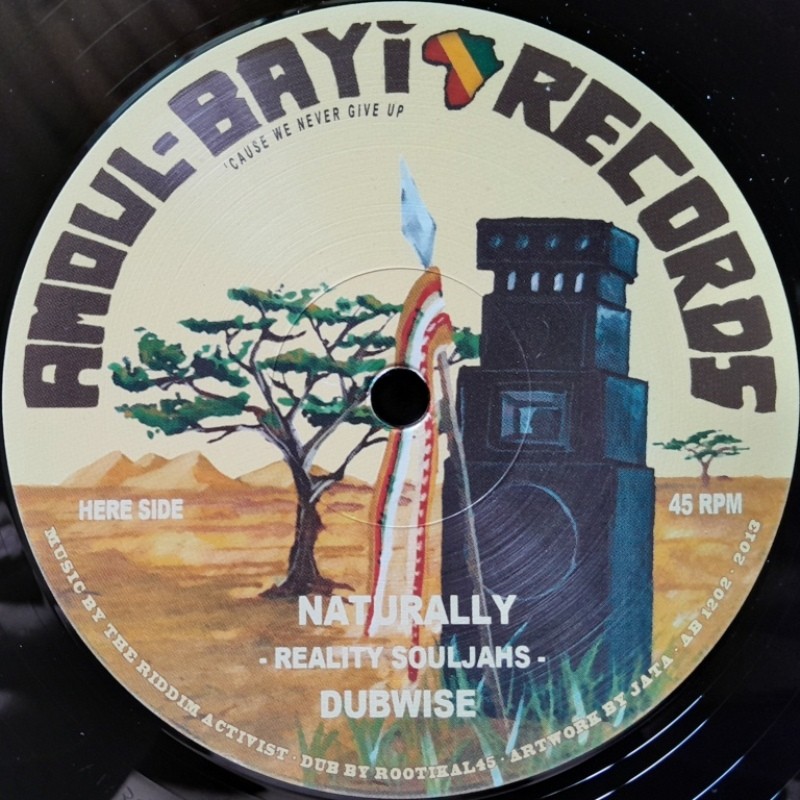 AMOUL-BAYi RECORDS
'CAUSE WE NEVER GIVE UP
HERE SIDE
45 RPM
NATURALLY
- REALITY SOULJAHS -
DUBWISE
MUSIC BY THE RIDDIM ACTIVIST · DUB BY ROOTIKAL45 · ARTWORK BY JATA · AB 1202 · 2013